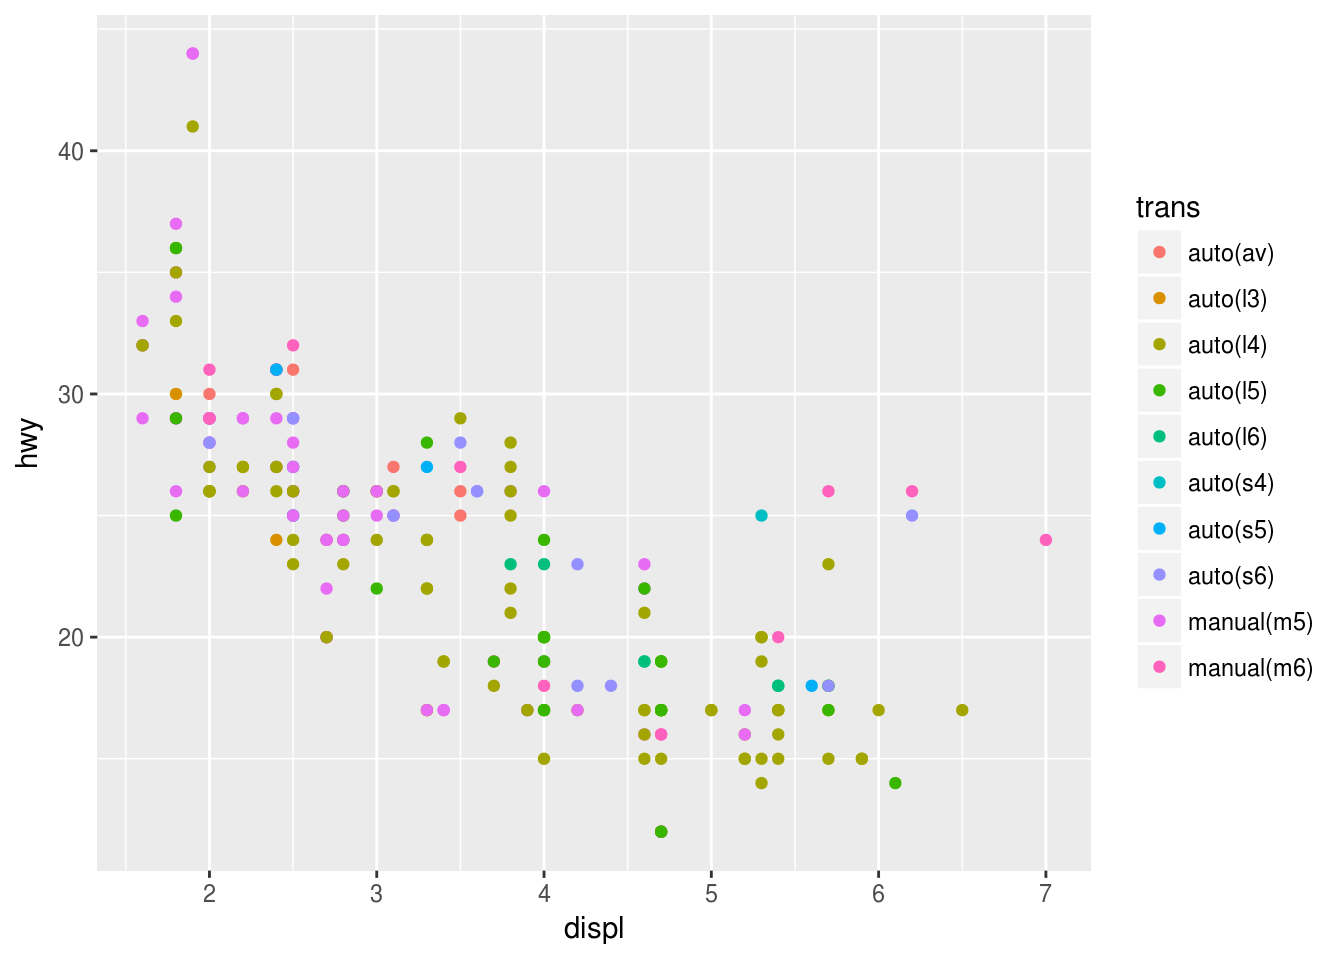 40
30
20
hwy
2 3 4 5 6 7
displ
trans
auto(av)
auto(l3)
auto(l4)
auto(l5)
auto(l6)
auto(s4)
auto(s5)
auto(s6)
manual(m5)
manual(m6)